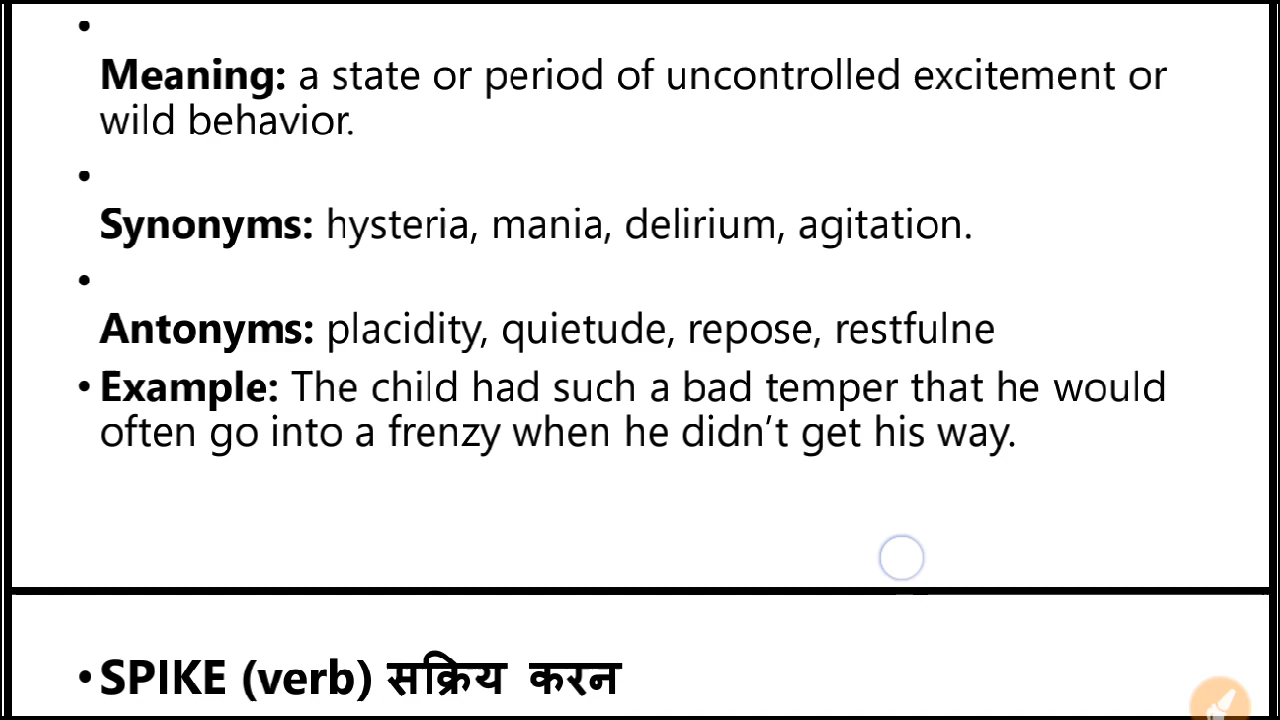 •
Meaning: a state or period of uncontrolled excitement or
wild behavior.
•
Synonyms: hysteria, mania, delirium, agitation.
•
Antonyms: placidity, quietude, repose, restfulne
• Example: The child had such a bad temper that he would
often go into a frenzy when he didn’t get his way.
• SPIKE (verb) सक्रिय करन